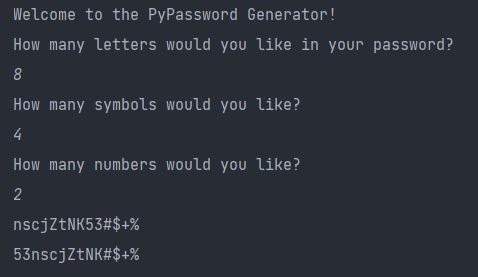 Welcome to the PyPassword Generator!
How many letters would you like in your password?
8
How many symbols would you like?
4
How many numbers would you like?
2
nscjZtNK53#$+%
53nscjZtNK#$+%